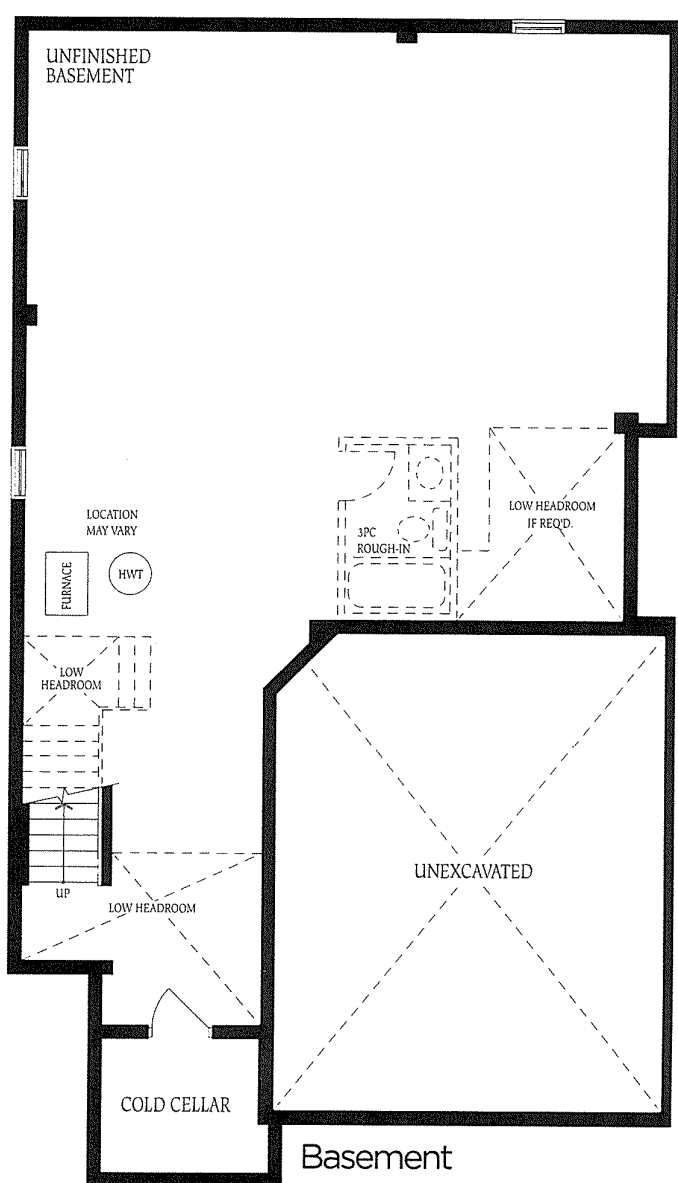 UNFINISHED
BASEMENT
LOCATION
MAY VARY
FURNACE
HWT
3PC
ROUGH-IN
LOW HEADROOM
IF REQ'D.
LOW
HEADROOM
UP
LOW HEADROOM
UNEXCAVATED
COLD CELLAR
Basement